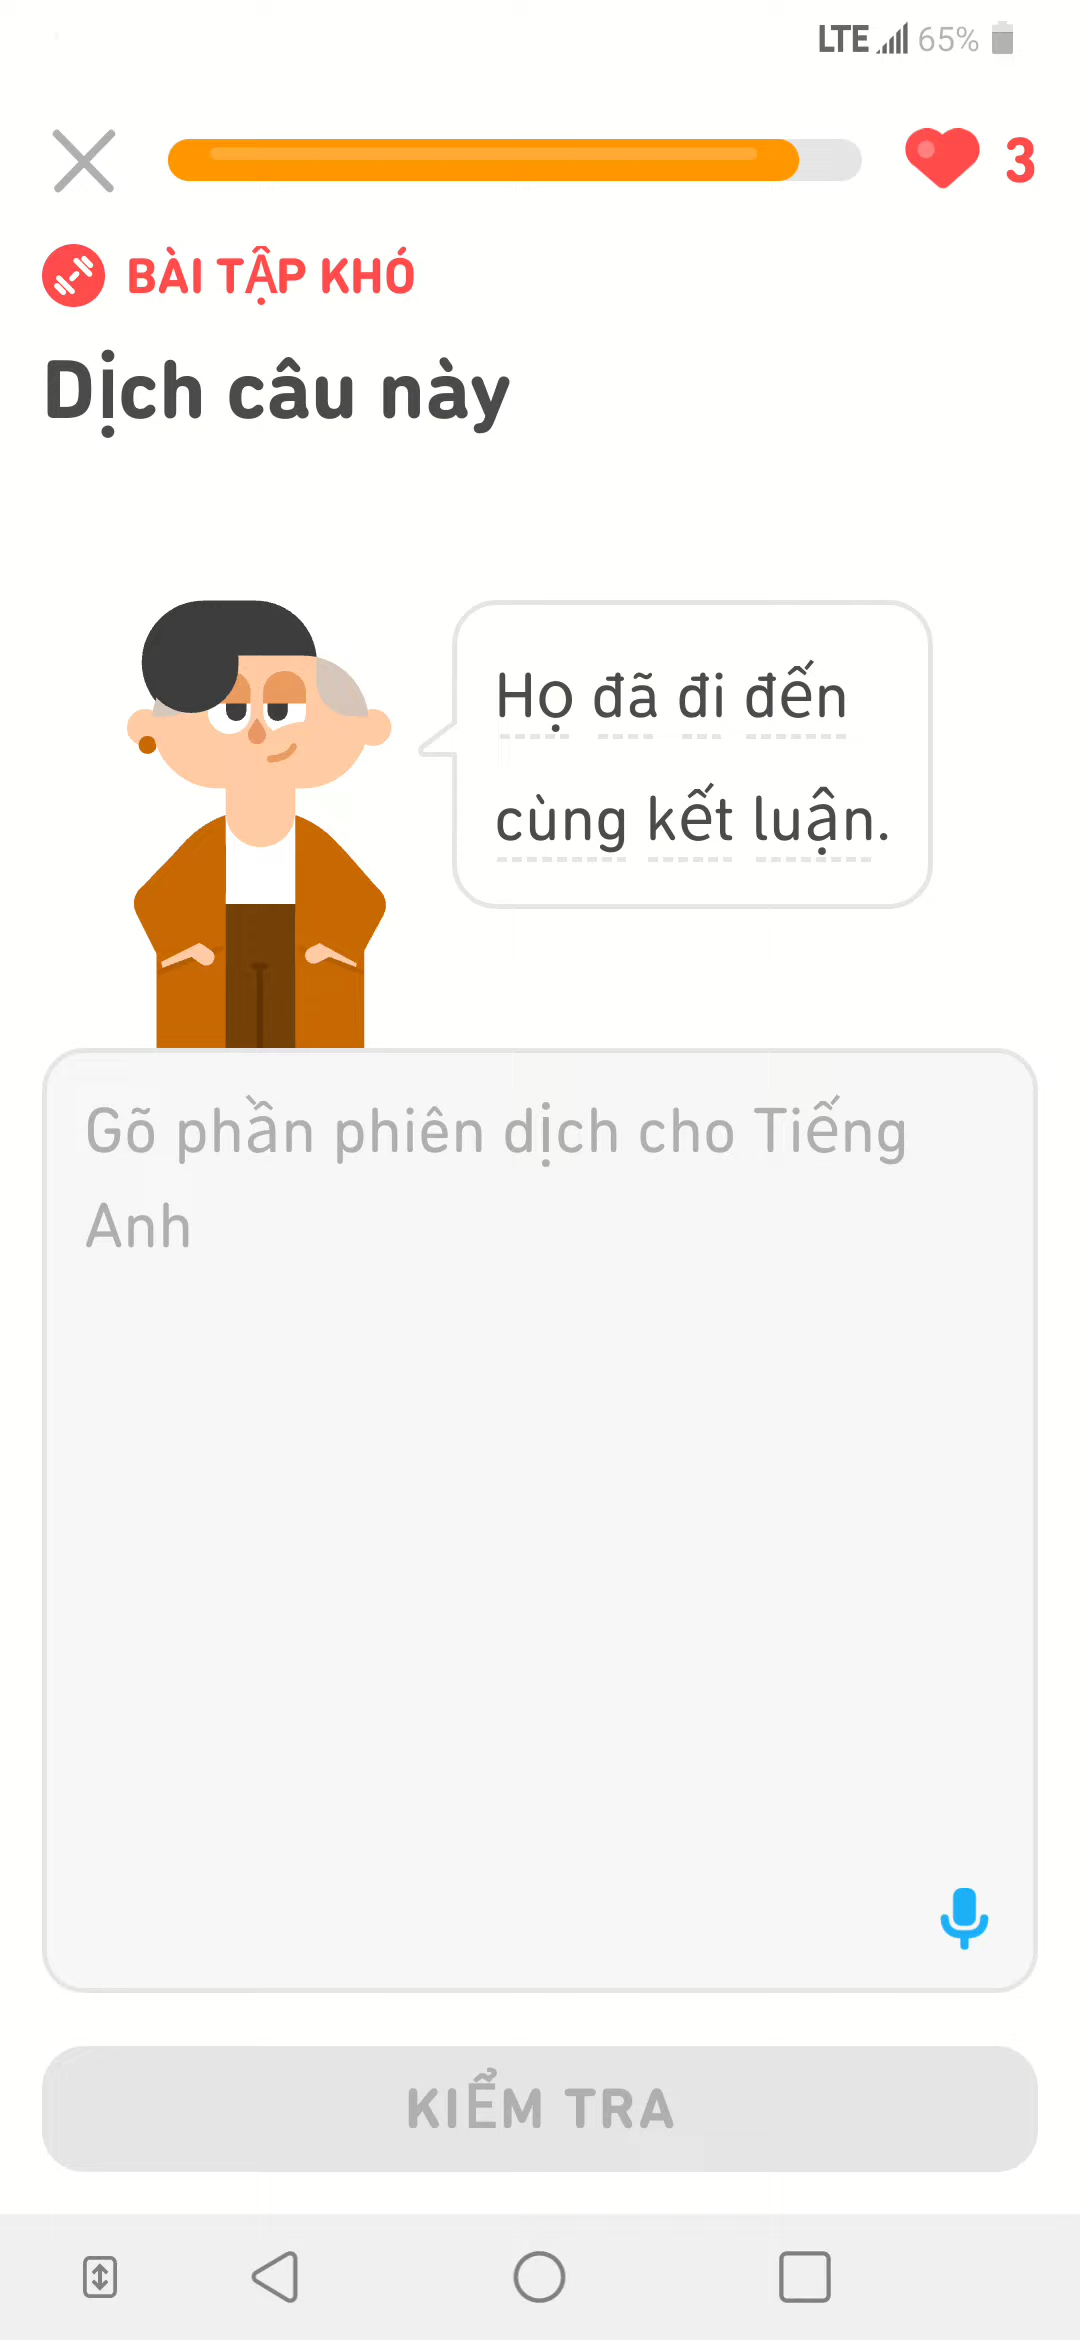 LTE 65%
3
BÀI TẬP KHÓ
Dịch câu này
Họ đã đi đến
cùng kết luận.
Gõ phần phiên dịch cho Tiếng
Anh
KIỂM TRA